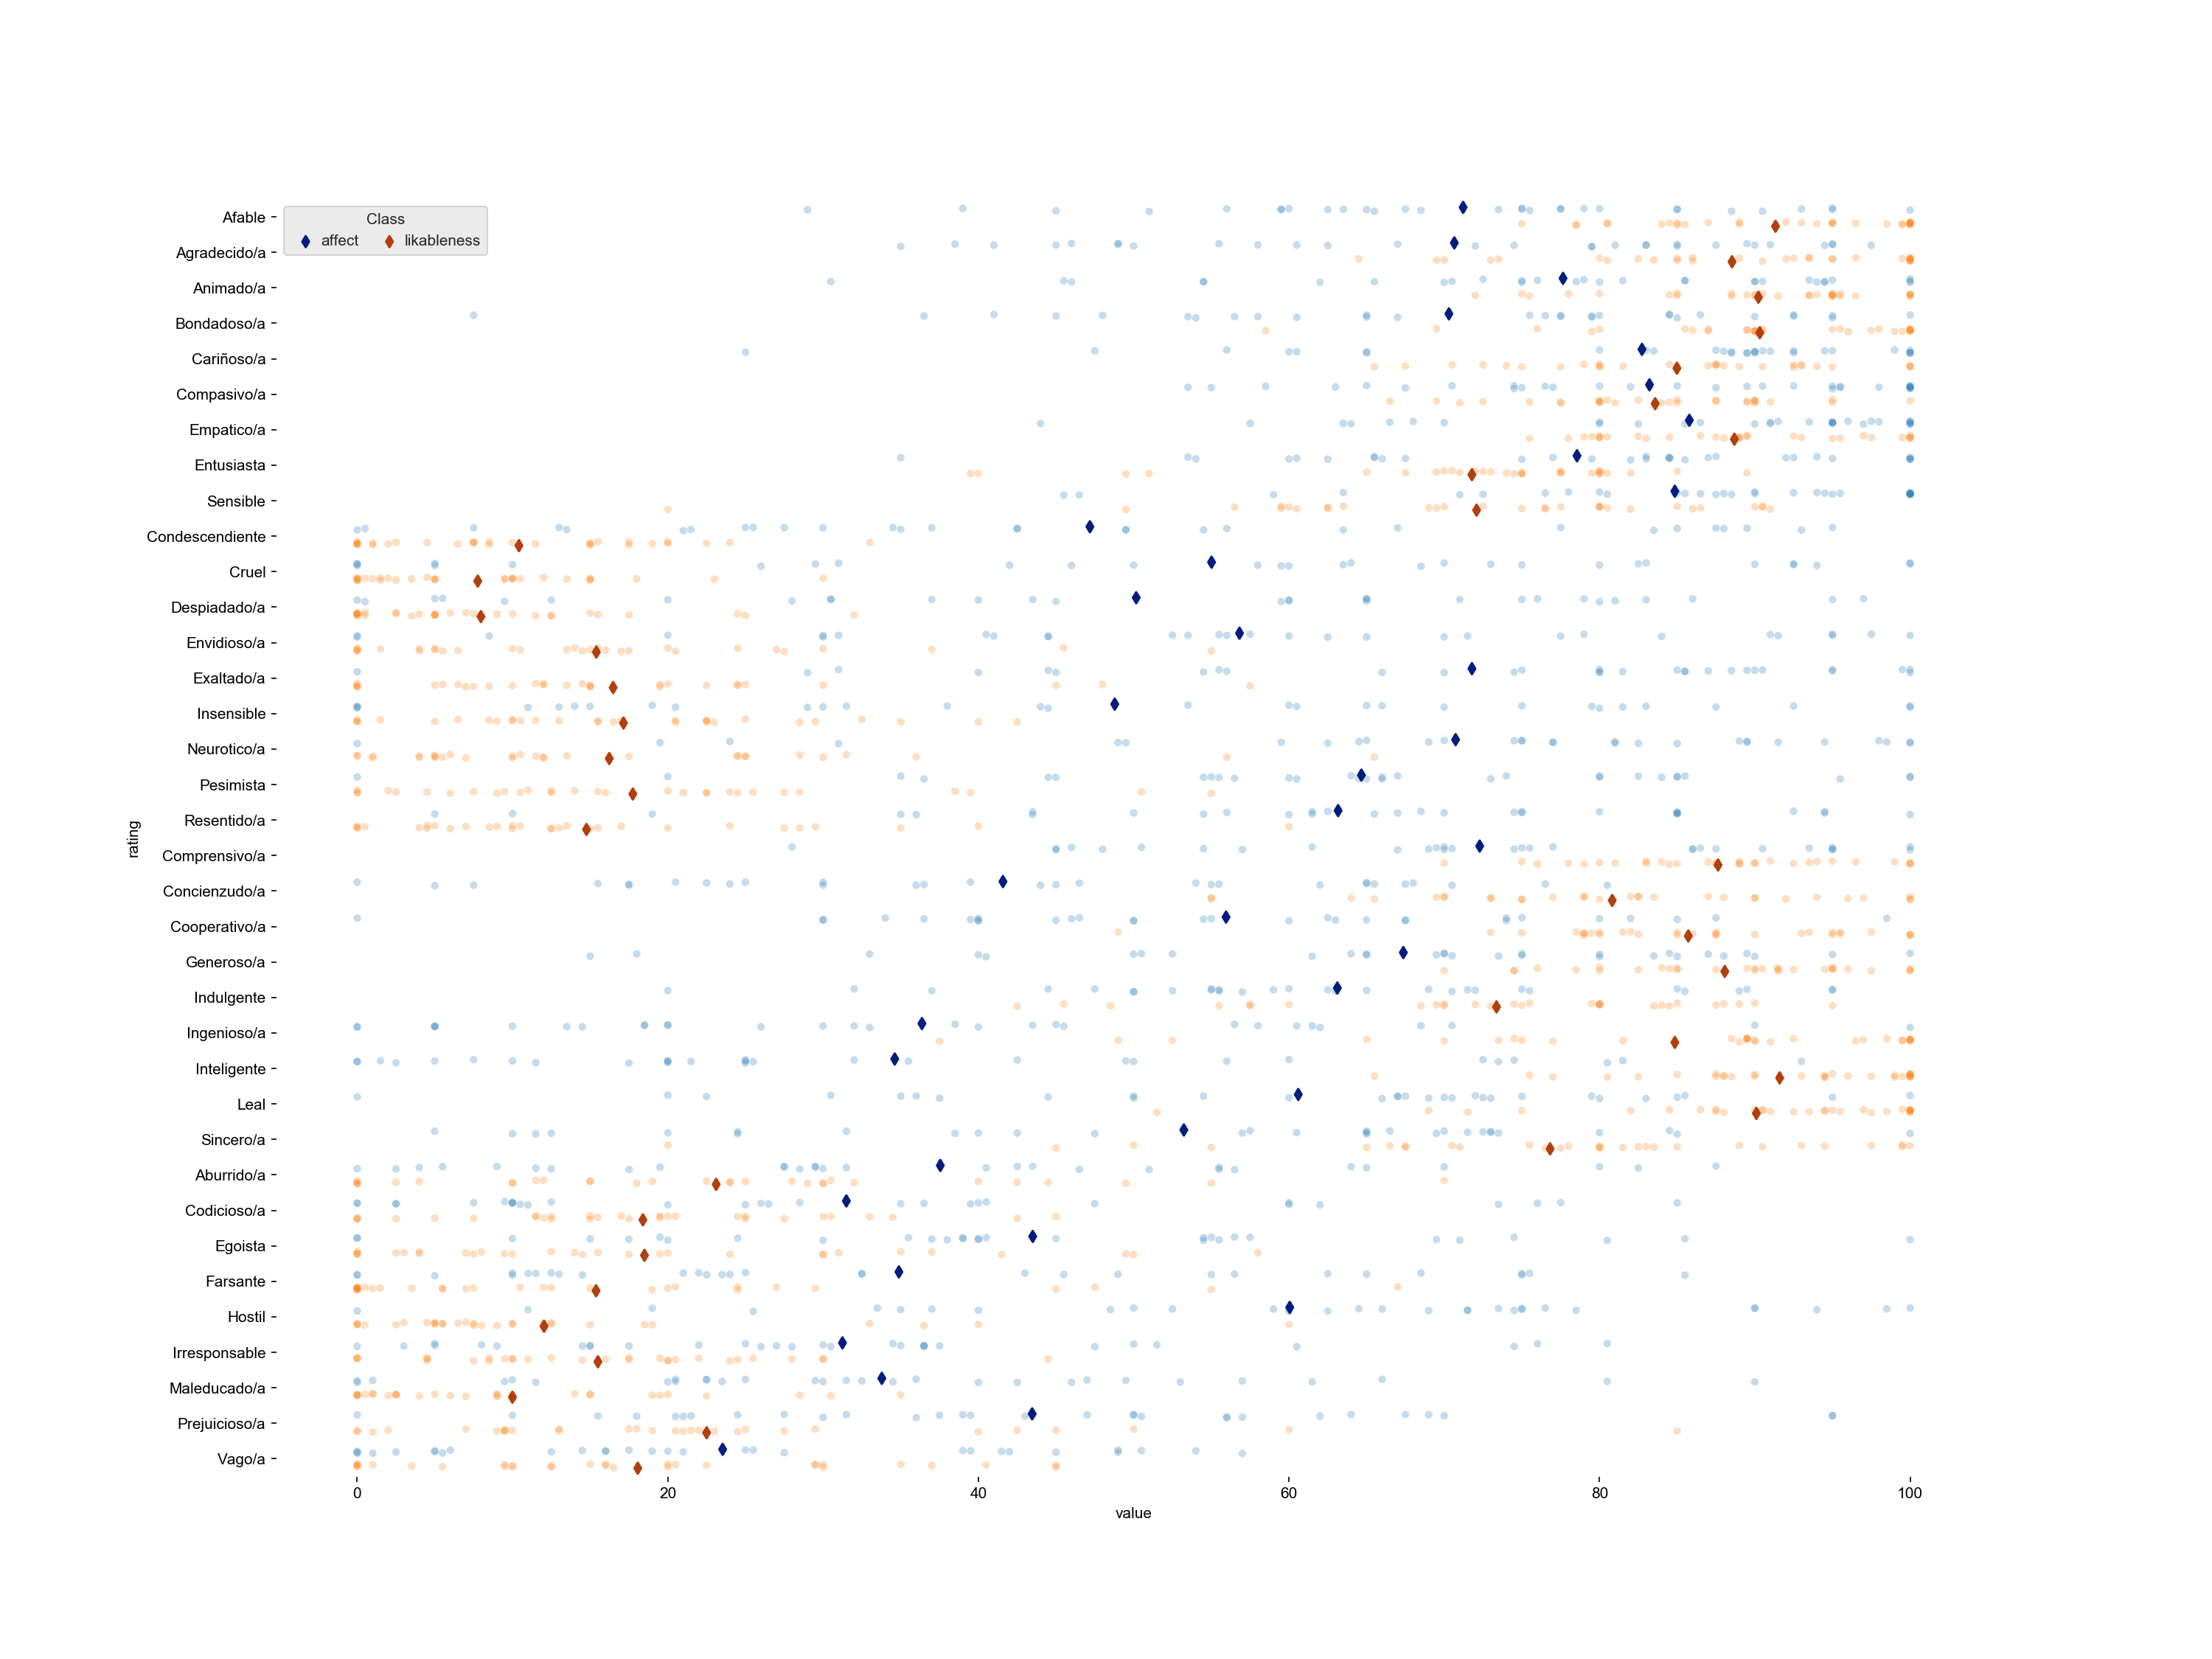 Class
affect likableness
Afable
Agradecido/a
Animado/a
Bondadoso/a
Cariñoso/a
Compasivo/a
Empatico/a
Entusiasta
Sensible
Condescendiente
Cruel
Despiadado/a
Envidioso/a
Exaltado/a
Insensible
Neurotico/a
Pesimista
Resentido/a
Comprensivo/a
Concienzudo/a
Cooperativo/a
Generoso/a
Indulgente
Ingenioso/a
Inteligente
Leal
Sincero/a
Aburrido/a
Codicioso/a
Egoista
Farsante
Hostil
Irresponsable
Maleducado/a
Prejuicioso/a
Vago/a
rating
0 20 40 60 80 100
value